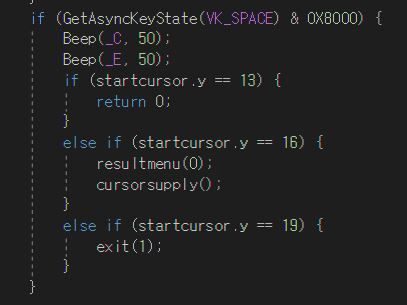 if (GetAsyncKeyState(VK_SPACE) & 0X8000) {
    Beep(_C, 50);
    Beep(_E, 50);
    if (startcursor.y == 13) {
        return 0;
    }
    else if (startcursor.y == 16) {
        resultmenu(0);
        cursorsupply();
    }
    else if (startcursor.y == 19) {
        exit(1);
    }
}